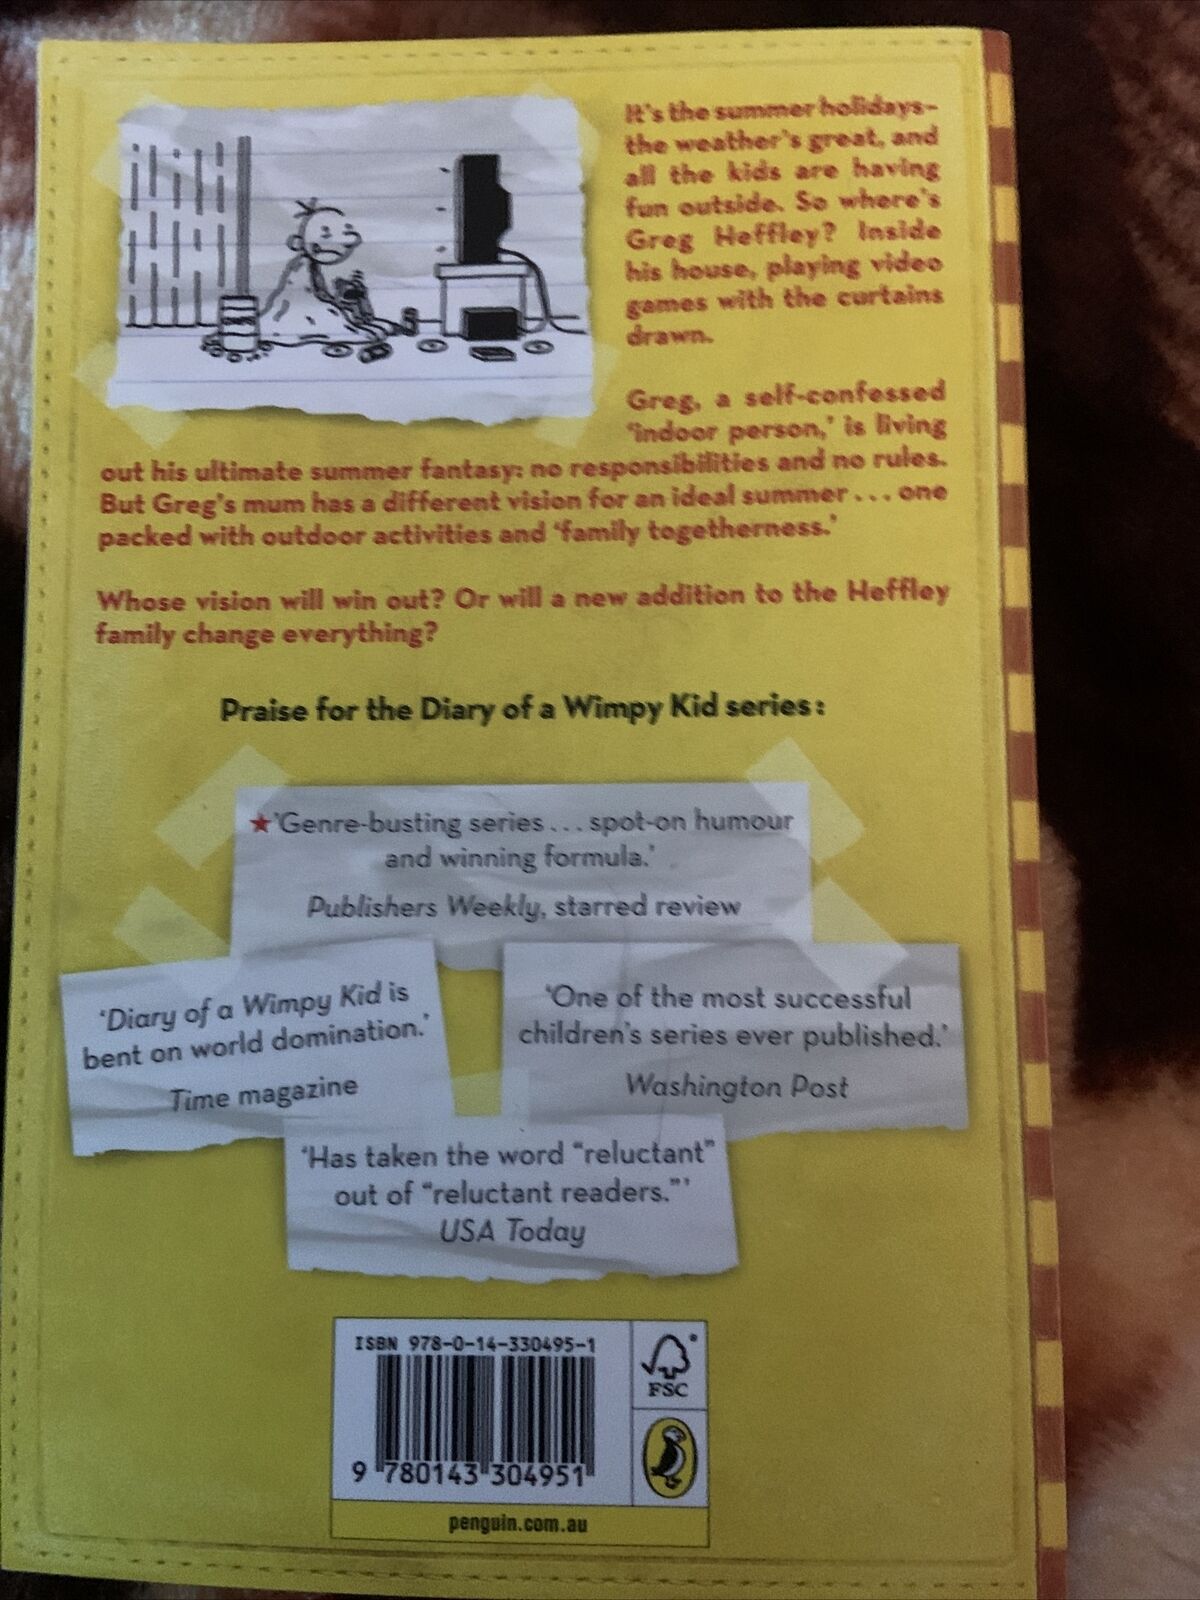 It's the summer holidays–
the weather's great, and
all the kids are having
fun outside. So where's
Greg Heffley? Inside
his house, playing video
games with the curtains
drawn.
Greg, a self-confessed
'indoor person,' is living
out his ultimate summer fantasy: no responsibilities and no rules.
But Greg's mum has a different vision for an ideal summer... one
packed with outdoor activities and 'family togetherness.'
Whose vision will win out? Or will a new addition to the Heffley
family change everything?
Praise for the Diary of a Wimpy Kid series:
★'Genre-busting series... spot-on humour
and winning formula.'
Publishers Weekly, starred review
'Diary of a Wimpy Kid is
bent on world domination.'
Time magazine
'One of the most successful
children's series ever published.'
Washington Post
'Has taken the word "reluctant"
out of "reluctant readers."'
USA Today
ISBN 978-0-14-330495-1
FSC
9 780143 304951
penguin.com.au